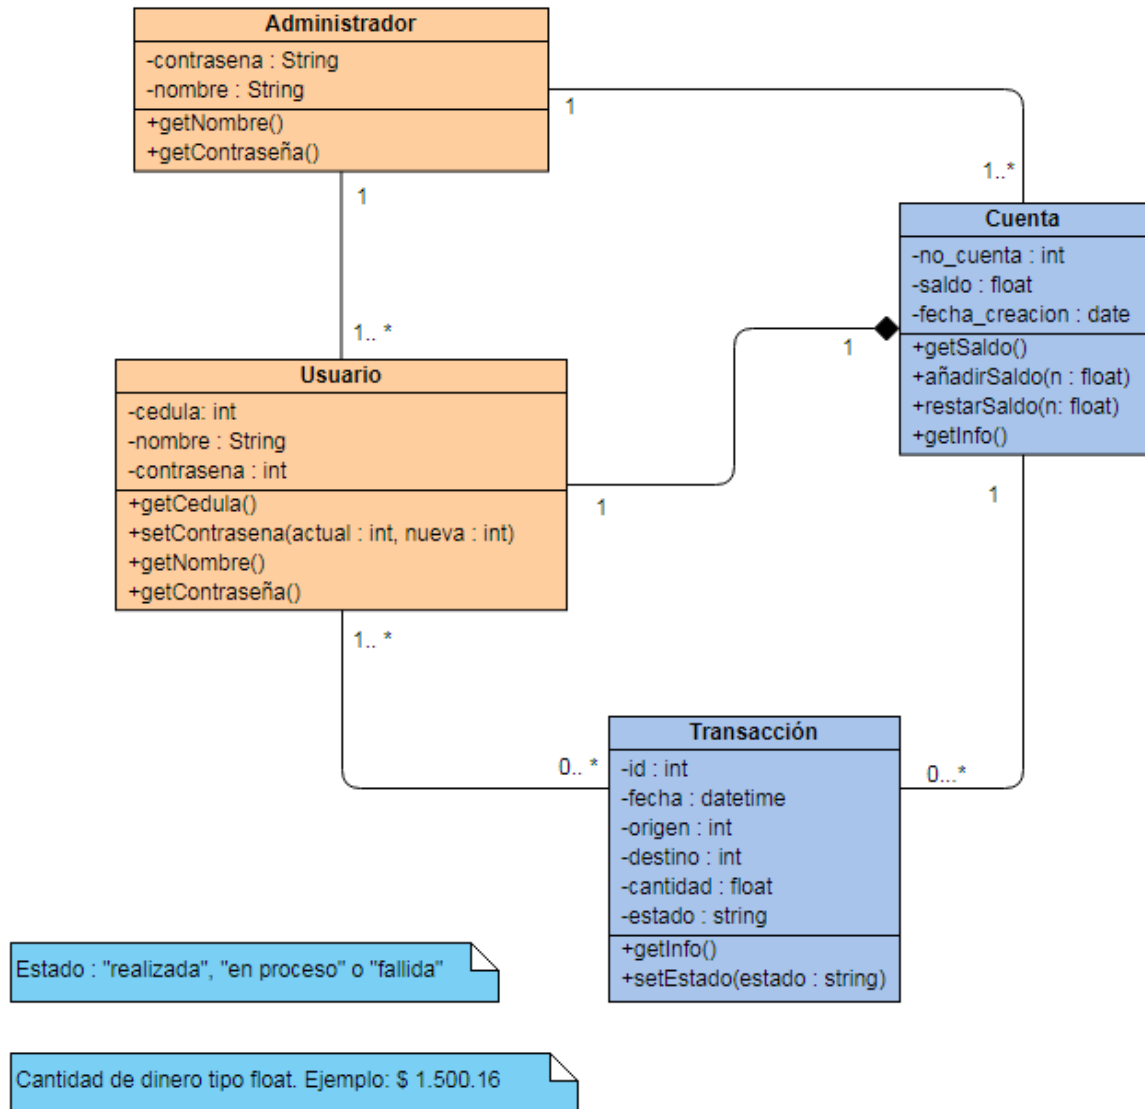 Administrador
-contrasena : String
-nombre : String
+getNombre()
+getContraseña()
1
1..*
1
1.. *
Cuenta
-no_cuenta : int
-saldo : float
-fecha_creacion : date
+getSaldo()
+añadirSaldo(n : float)
+restarSaldo(n: float)
+getInfo()
1
1
Usuario
-cedula: int
-nombre : String
-contrasena : int
+getCedula()
+setContrasena(actual : int, nueva : int)
+getNombre()
+getContraseña()
1
1.. *
0.. *
0...*
Transacción
-id : int
-fecha : datetime
-origen : int
-destino : int
-cantidad : float
-estado : string
+getInfo()
+setEstado(estado : string)
Estado : "realizada", "en proceso" o "fallida"
Cantidad de dinero tipo float. Ejemplo: $ 1.500.16